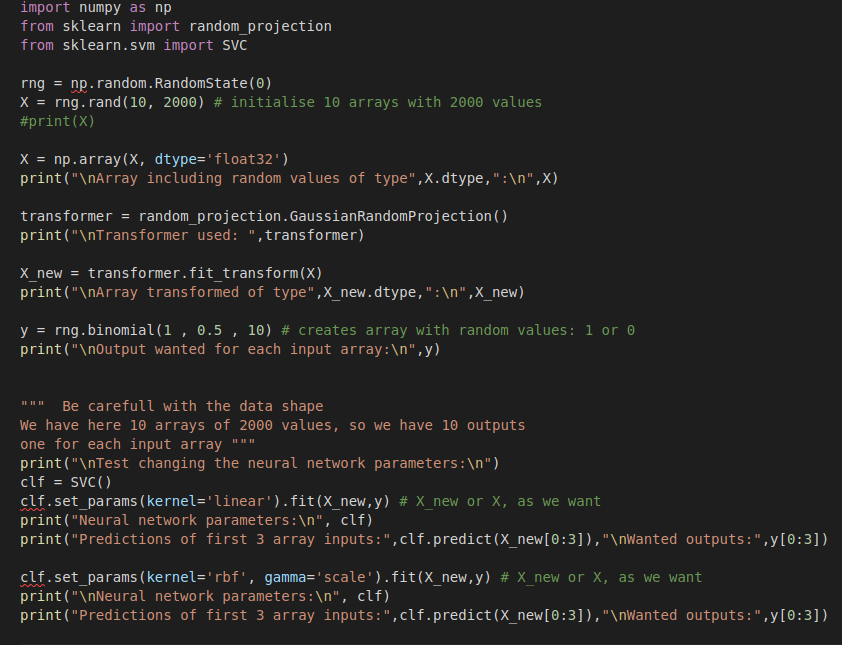 import numpy as np
from sklearn import random_projection
from sklearn.svm import SVC
rng = np.random.RandomState(0)
X = rng.rand(10, 2000) # initialise 10 arrays with 2000 values
#print(X)
X = np.array(X, dtype='float32')
print("\nArray including random values of type",X.dtype,":\n",X)
transformer = random_projection.GaussianRandomProjection()
print("\nTransformer used: ",transformer)
X_new = transformer.fit_transform(X)
print("\nArray transformed of type",X_new.dtype,":\n",X_new)
y = rng.binomial(1 , 0.5 , 10) # creates array with random values: 1 or 0
print("\nOutput wanted for each input array:\n",y)
"""  Be carefull with the data shape
We have here 10 arrays of 2000 values, so we have 10 outputs
one for each input array """
print("\nTest changing the neural network parameters:\n")
clf = SVC()
clf.set_params(kernel='linear').fit(X_new,y) # X_new or X, as we want
print("Neural network parameters:\n", clf)
print("Predictions of first 3 array inputs:",clf.predict(X_new[0:3]),"\nWanted outputs:",y[0:3])
clf.set_params(kernel='rbf', gamma='scale').fit(X_new,y) # X_new or X, as we want
print("\nNeural network parameters:\n", clf)
print("Predictions of first 3 array inputs:",clf.predict(X_new[0:3]),"\nWanted outputs:",y[0:3])